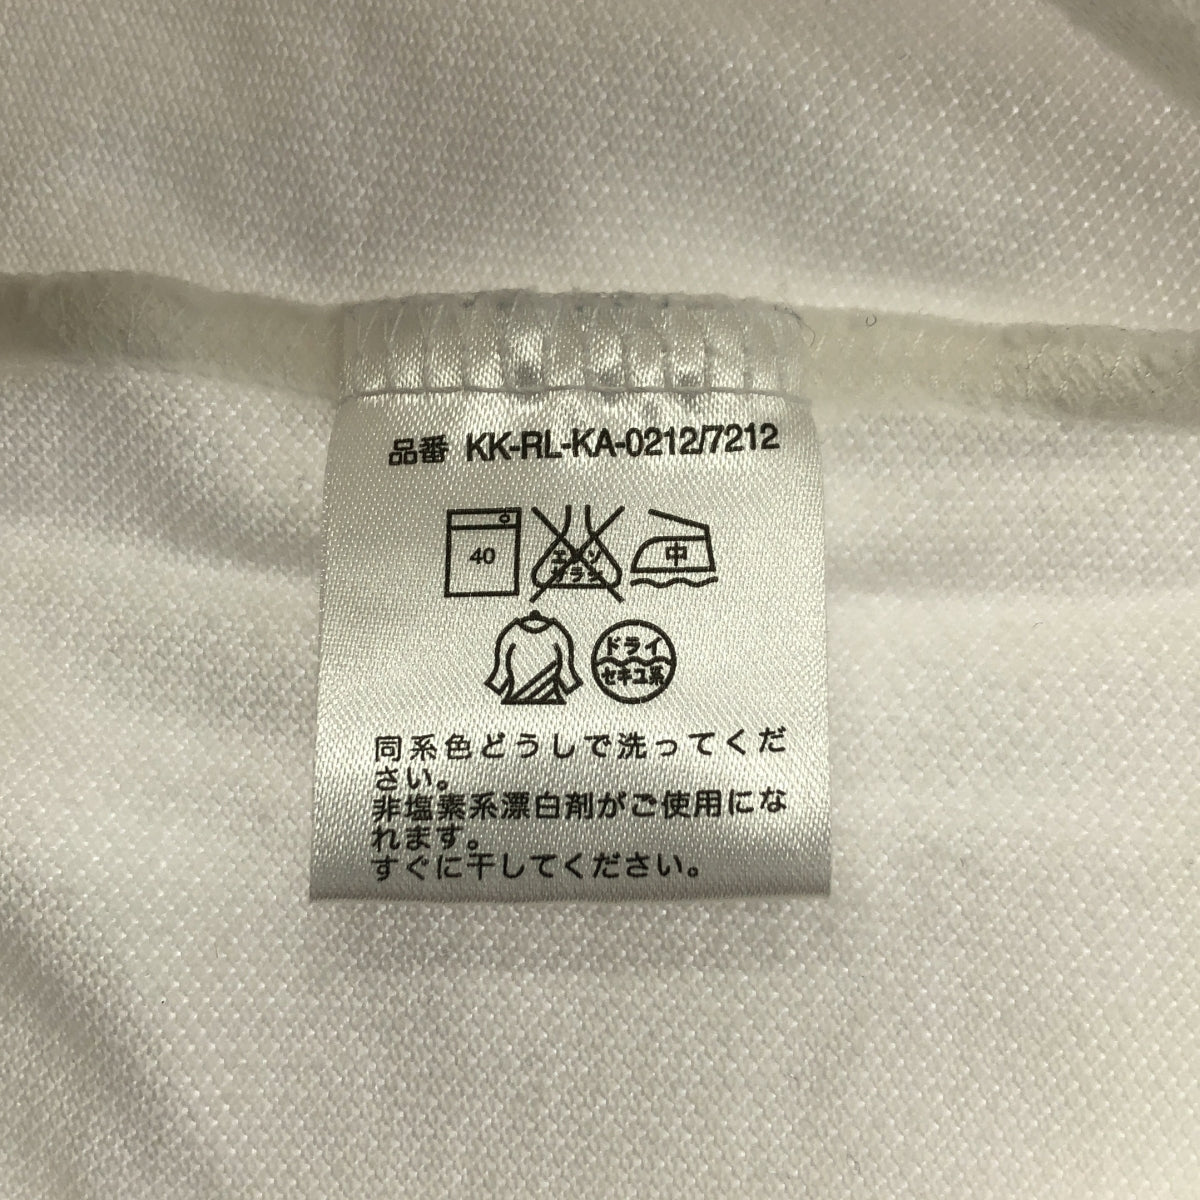 品番 KK-RL-KA-0212/7212
40
エンソ
サラシ
中
ドライ
セキユ系
同系色どうしで洗ってくだ
さい。
非塩素系漂白剤がご使用にな
れます。
すぐに干してください。